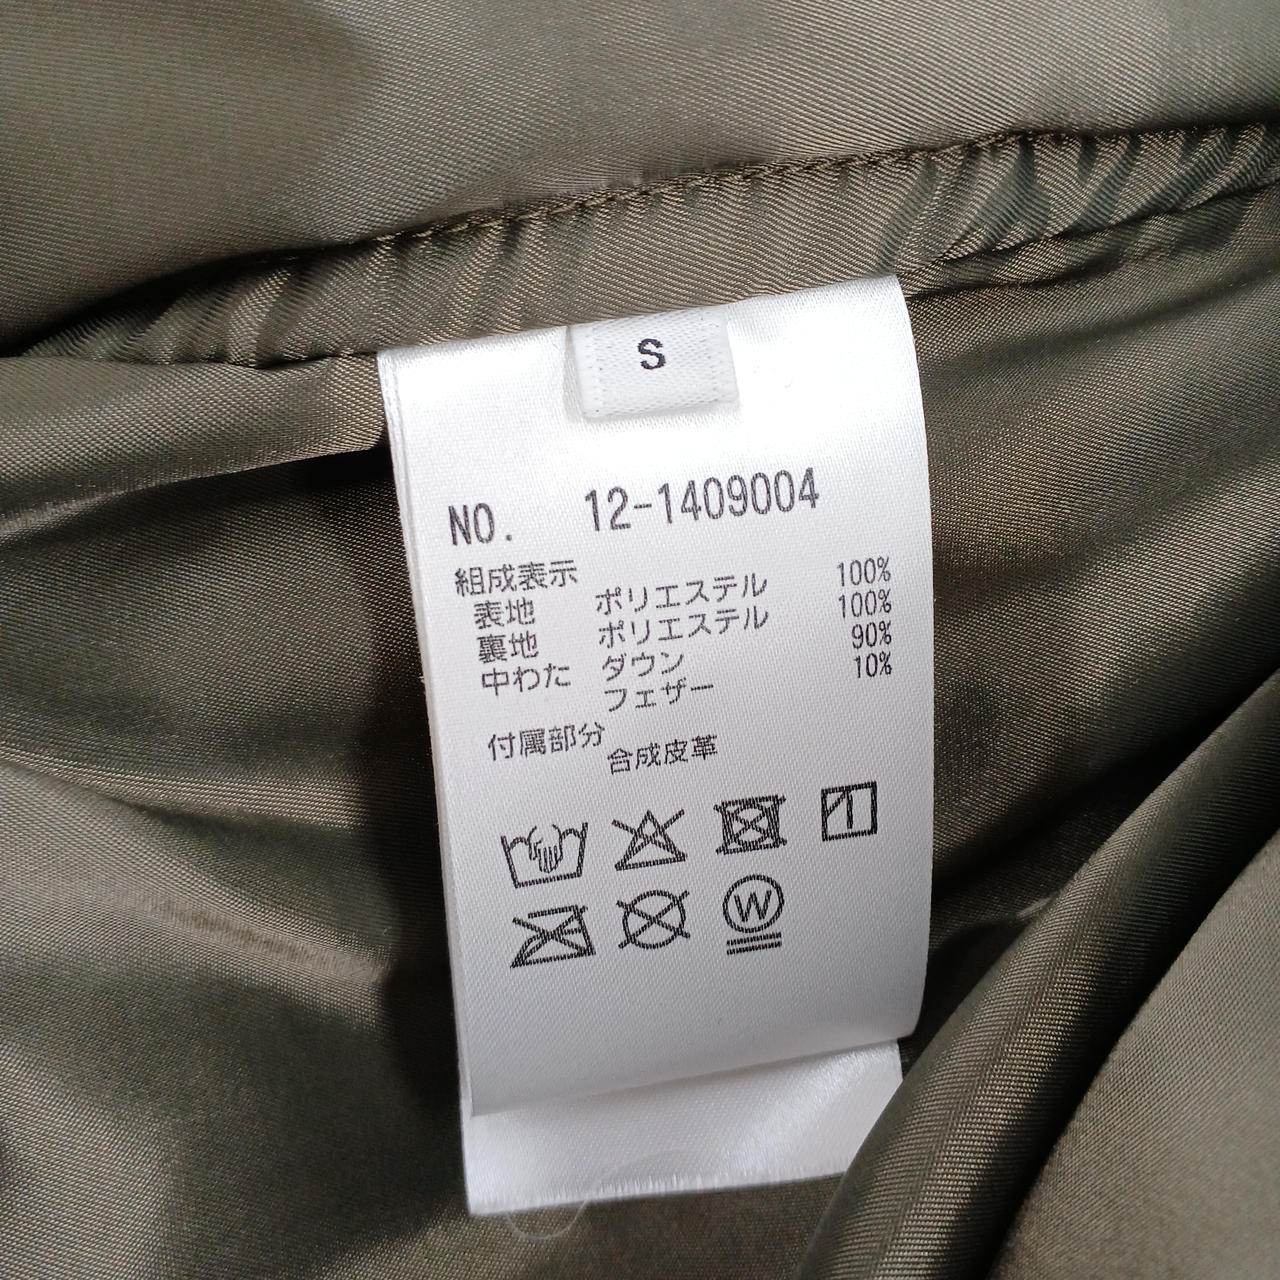 S
NO. 12-1409004
組成表示
表地 ポリエステル 100%
裏地 ポリエステル 100%
中わた ダウン 90%
フェザー 10%
付属部分
合成皮革
W